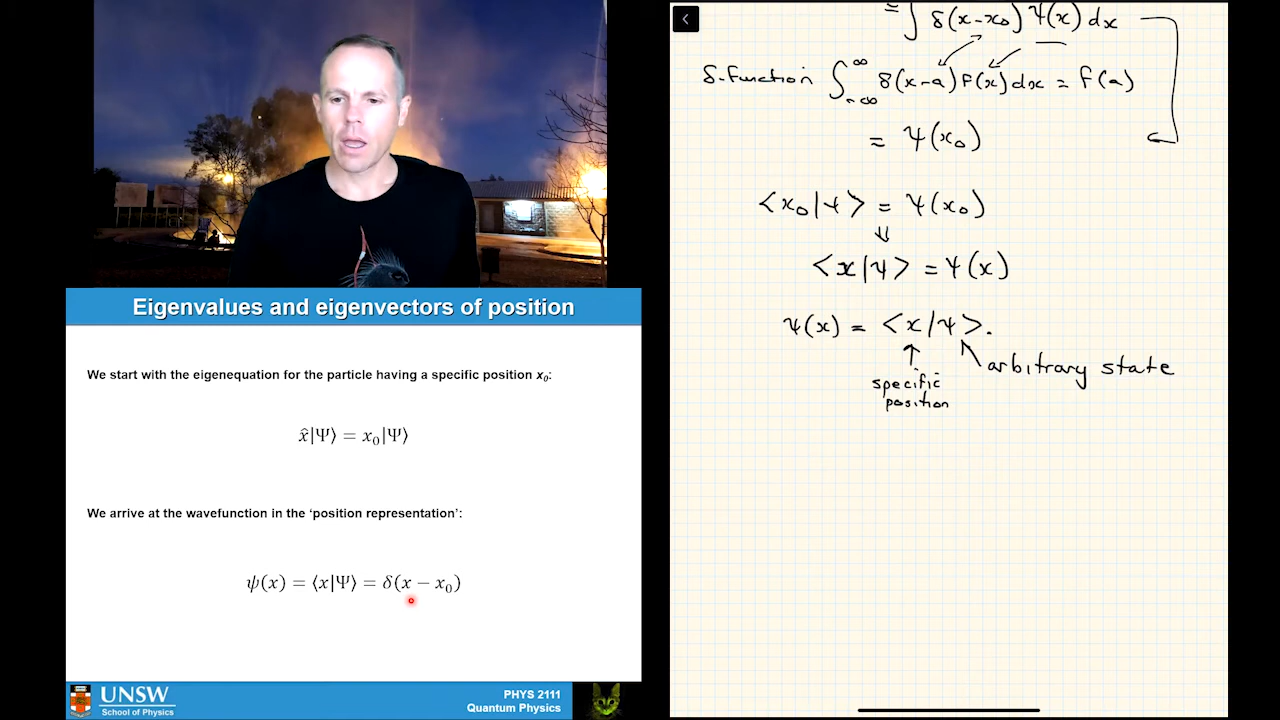 Eigenvalues and eigenvectors of position
We start with the eigenequation for the particle having a specific position x₀:
x̂|Ψ⟩ = x₀|Ψ⟩
We arrive at the wavefunction in the 'position representation':
ψ(x) = ⟨x|Ψ⟩ = δ(x − x₀)
UNSW
School of Physics
PHYS 2111
Quantum Physics
= ∫ δ(x-x₀) Ψ(x) dx
δ-function ∫_{-∞}^{∞} δ(x-a) f(x) dx = f(a)
= Ψ(x₀)
<x₀|Ψ> = Ψ(x₀)
⇓
<x|Ψ> = Ψ(x)
Ψ(x) = <x|Ψ>.
arbitrary state
specific
position